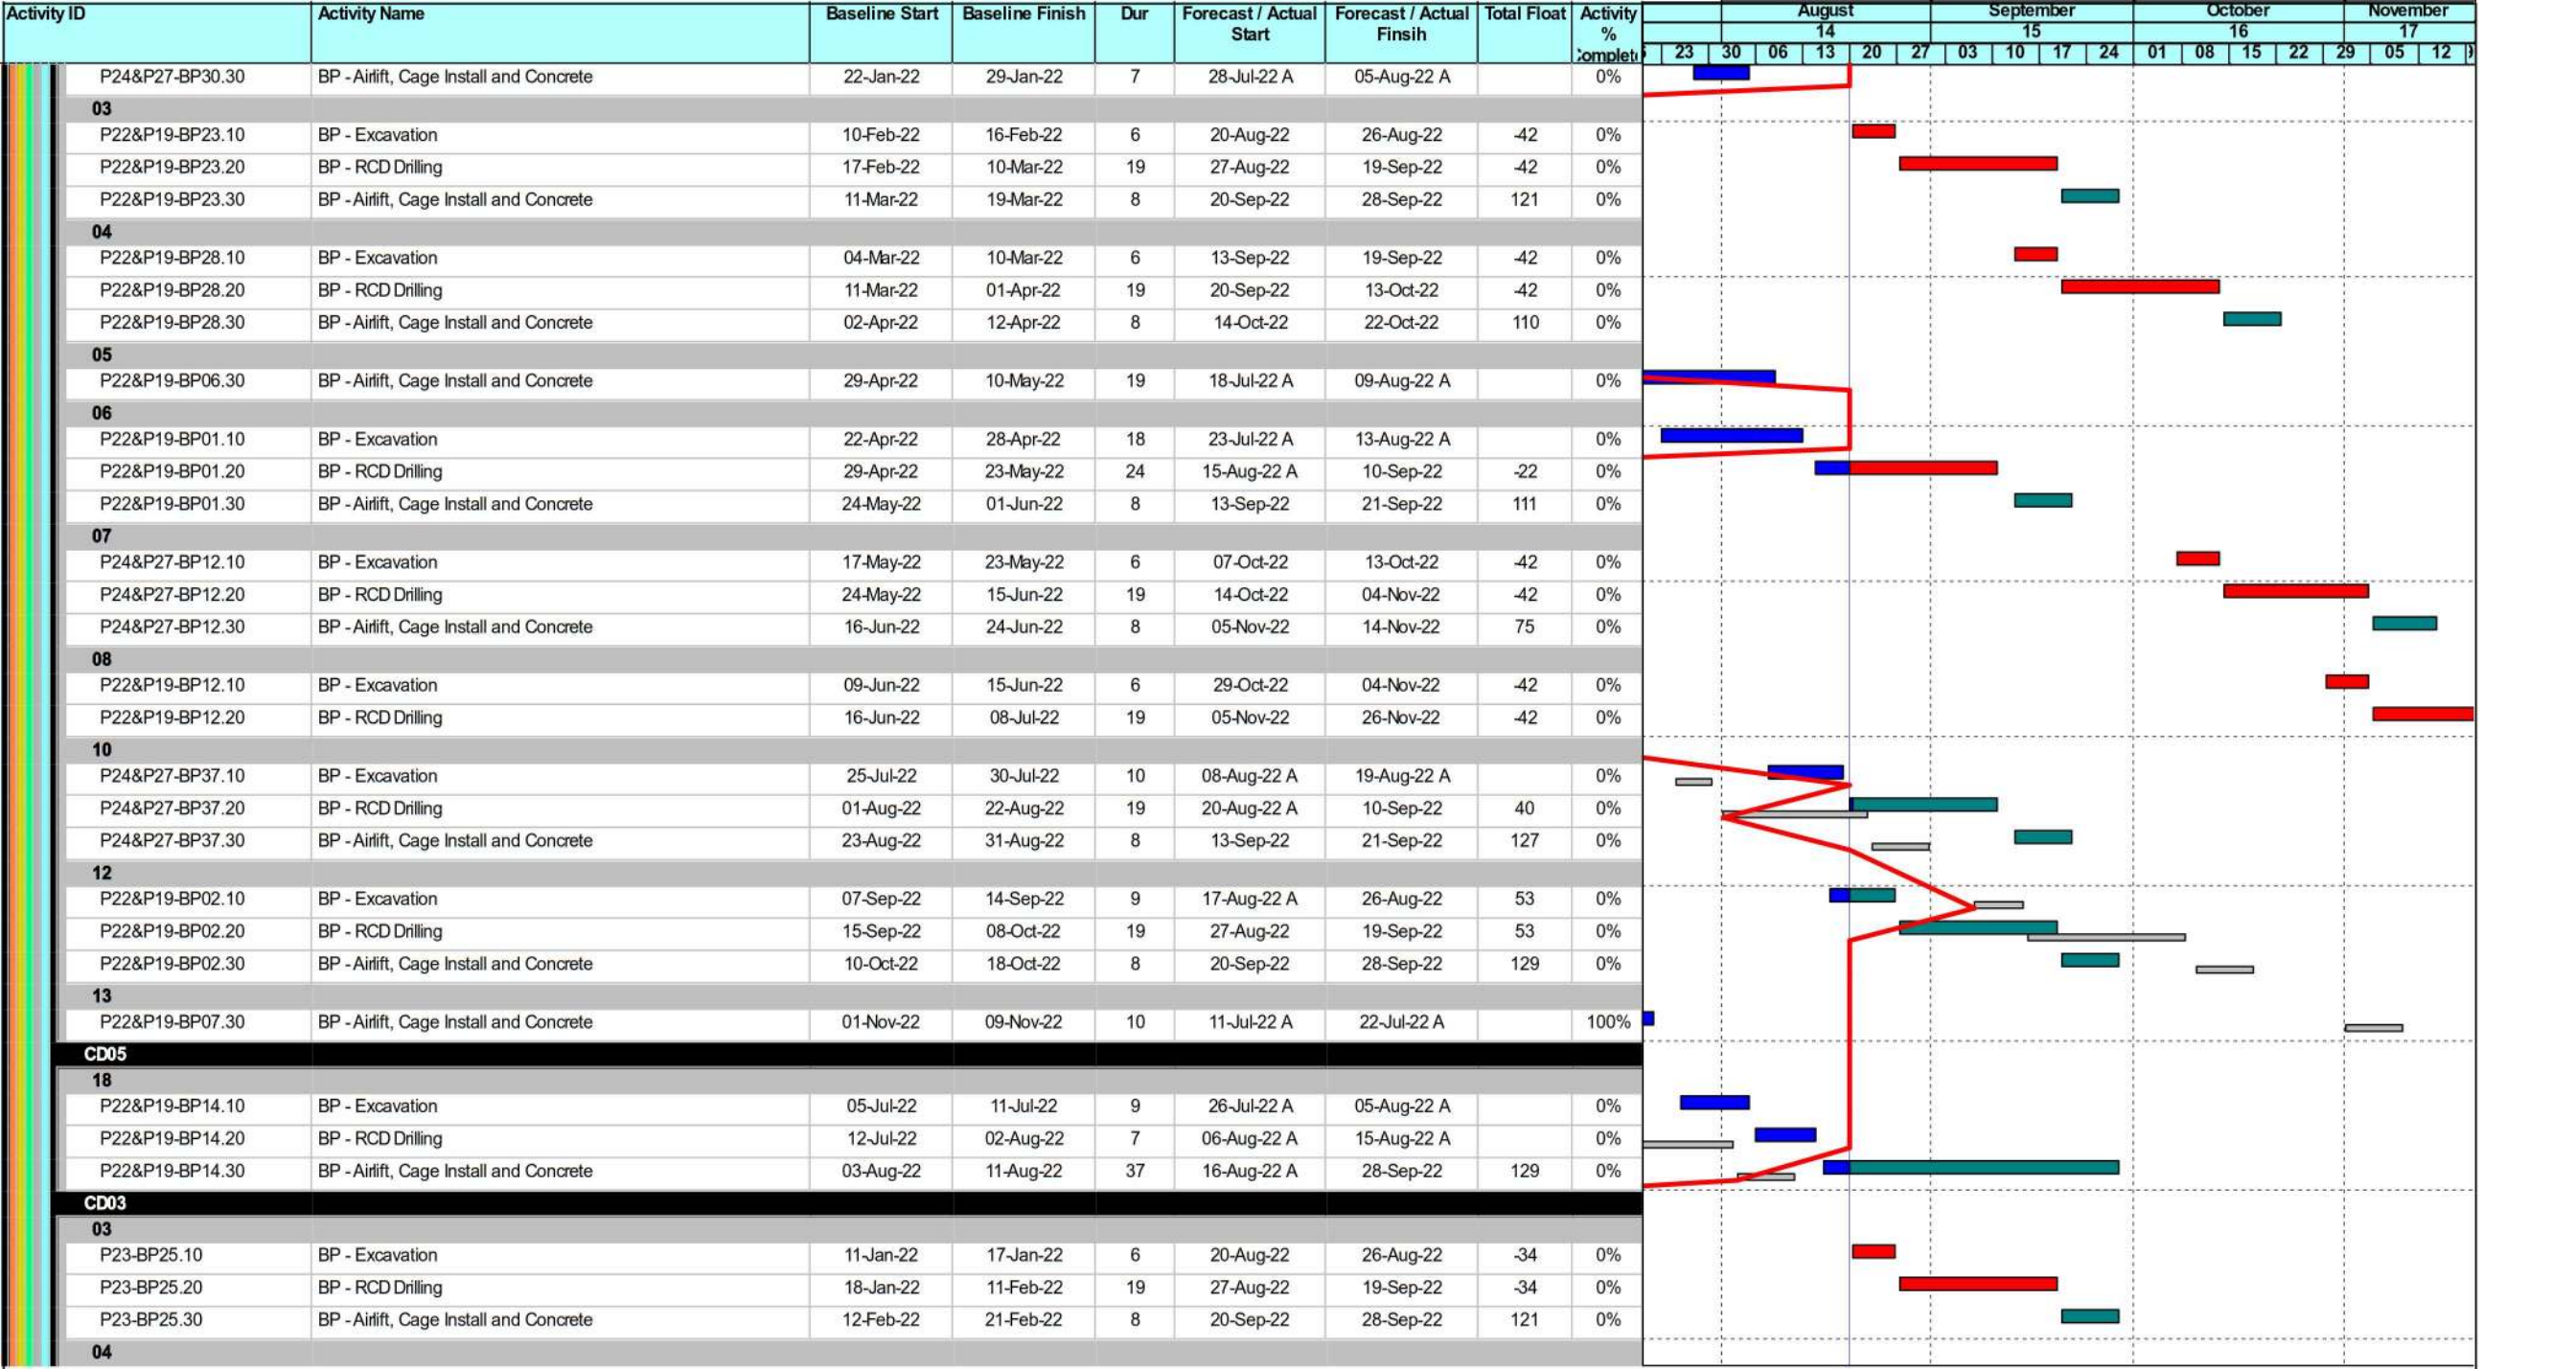 Activity ID Activity Name Baseline Start Baseline Finish Dur Forecast / Actual Start Forecast / Actual Finsih Total Float Activity % Complete
August September October November
14 15 16 17
23 30 06 13 20 27 03 10 17 24 01 08 15 22 29 05 12
P24&P27-BP30.30 BP - Airlift, Cage Install and Concrete 22-Jan-22 29-Jan-22 7 28-Jul-22 A 05-Aug-22 A 0%
03
P22&P19-BP23.10 BP - Excavation 10-Feb-22 16-Feb-22 6 20-Aug-22 26-Aug-22 -42 0%
P22&P19-BP23.20 BP - RCD Drilling 17-Feb-22 10-Mar-22 19 27-Aug-22 19-Sep-22 -42 0%
P22&P19-BP23.30 BP - Airlift, Cage Install and Concrete 11-Mar-22 19-Mar-22 8 20-Sep-22 28-Sep-22 121 0%
04
P22&P19-BP28.10 BP - Excavation 04-Mar-22 10-Mar-22 6 13-Sep-22 19-Sep-22 -42 0%
P22&P19-BP28.20 BP - RCD Drilling 11-Mar-22 01-Apr-22 19 20-Sep-22 13-Oct-22 -42 0%
P22&P19-BP28.30 BP - Airlift, Cage Install and Concrete 02-Apr-22 12-Apr-22 8 14-Oct-22 22-Oct-22 110 0%
05
P22&P19-BP06.30 BP - Airlift, Cage Install and Concrete 29-Apr-22 10-May-22 19 18-Jul-22 A 09-Aug-22 A 0%
06
P22&P19-BP01.10 BP - Excavation 22-Apr-22 28-Apr-22 18 23-Jul-22 A 13-Aug-22 A 0%
P22&P19-BP01.20 BP - RCD Drilling 29-Apr-22 23-May-22 24 15-Aug-22 A 10-Sep-22 -22 0%
P22&P19-BP01.30 BP - Airlift, Cage Install and Concrete 24-May-22 01-Jun-22 8 13-Sep-22 21-Sep-22 111 0%
07
P24&P27-BP12.10 BP - Excavation 17-May-22 23-May-22 6 07-Oct-22 13-Oct-22 -42 0%
P24&P27-BP12.20 BP - RCD Drilling 24-May-22 15-Jun-22 19 14-Oct-22 04-Nov-22 -42 0%
P24&P27-BP12.30 BP - Airlift, Cage Install and Concrete 16-Jun-22 24-Jun-22 8 05-Nov-22 14-Nov-22 75 0%
08
P22&P19-BP12.10 BP - Excavation 09-Jun-22 15-Jun-22 6 29-Oct-22 04-Nov-22 -42 0%
P22&P19-BP12.20 BP - RCD Drilling 16-Jun-22 08-Jul-22 19 05-Nov-22 26-Nov-22 -42 0%
10
P24&P27-BP37.10 BP - Excavation 25-Jul-22 30-Jul-22 10 08-Aug-22 A 19-Aug-22 A 0%
P24&P27-BP37.20 BP - RCD Drilling 01-Aug-22 22-Aug-22 19 20-Aug-22 A 10-Sep-22 40 0%
P24&P27-BP37.30 BP - Airlift, Cage Install and Concrete 23-Aug-22 31-Aug-22 8 13-Sep-22 21-Sep-22 127 0%
12
P22&P19-BP02.10 BP - Excavation 07-Sep-22 14-Sep-22 9 17-Aug-22 A 26-Aug-22 53 0%
P22&P19-BP02.20 BP - RCD Drilling 15-Sep-22 08-Oct-22 19 27-Aug-22 19-Sep-22 53 0%
P22&P19-BP02.30 BP - Airlift, Cage Install and Concrete 10-Oct-22 18-Oct-22 8 20-Sep-22 28-Sep-22 129 0%
13
P22&P19-BP07.30 BP - Airlift, Cage Install and Concrete 01-Nov-22 09-Nov-22 10 11-Jul-22 A 22-Jul-22 A 100%
CD05
18
P22&P19-BP14.10 BP - Excavation 05-Jul-22 11-Jul-22 9 26-Jul-22 A 05-Aug-22 A 0%
P22&P19-BP14.20 BP - RCD Drilling 12-Jul-22 02-Aug-22 7 06-Aug-22 A 15-Aug-22 A 0%
P22&P19-BP14.30 BP - Airlift, Cage Install and Concrete 03-Aug-22 11-Aug-22 37 16-Aug-22 A 28-Sep-22 129 0%
CD03
03
P23-BP25.10 BP - Excavation 11-Jan-22 17-Jan-22 6 20-Aug-22 26-Aug-22 -34 0%
P23-BP25.20 BP - RCD Drilling 18-Jan-22 11-Feb-22 19 27-Aug-22 19-Sep-22 -34 0%
P23-BP25.30 BP - Airlift, Cage Install and Concrete 12-Feb-22 21-Feb-22 8 20-Sep-22 28-Sep-22 121 0%
04